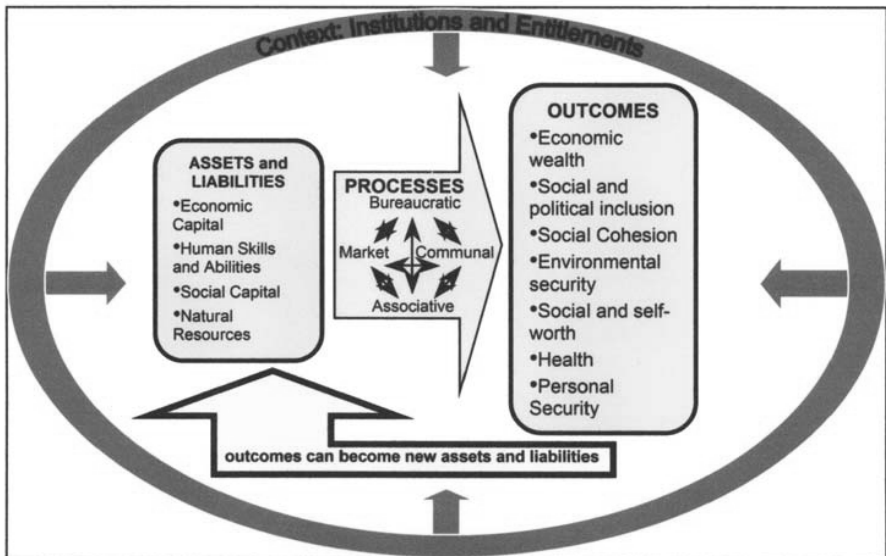 Context: Institutions and Entitlements
ASSETS and
LIABILITIES
•Economic
Capital
•Human Skills
and Abilities
•Social Capital
•Natural
Resources
PROCESSES
Bureaucratic
Market Communal
Associative
OUTCOMES
•Economic
wealth
•Social and
political inclusion
•Social Cohesion
•Environmental
security
•Social and self-
worth
•Health
•Personal
Security
outcomes can become new assets and liabilities